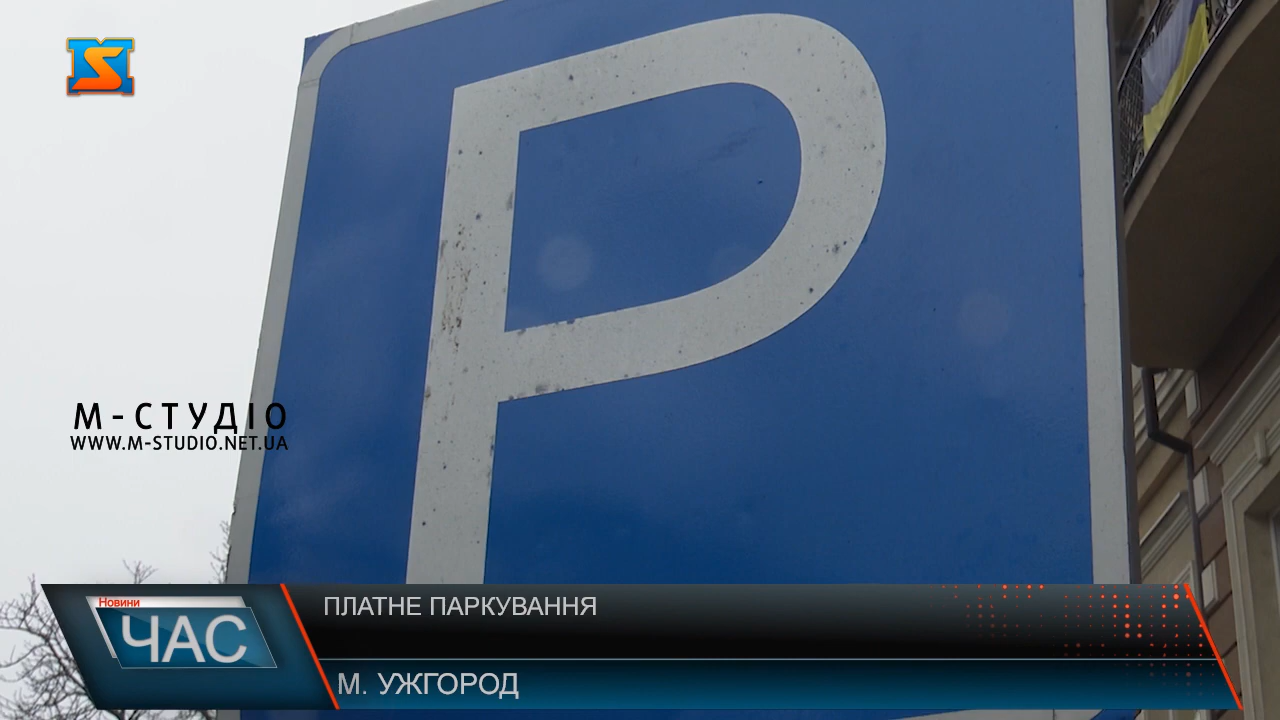 P
М-СТУДІО
WWW.M-STUDIO.NET.UA
Новини
ЧАС
ПЛАТНЕ ПАРКУВАННЯ
М. УЖГОРОД